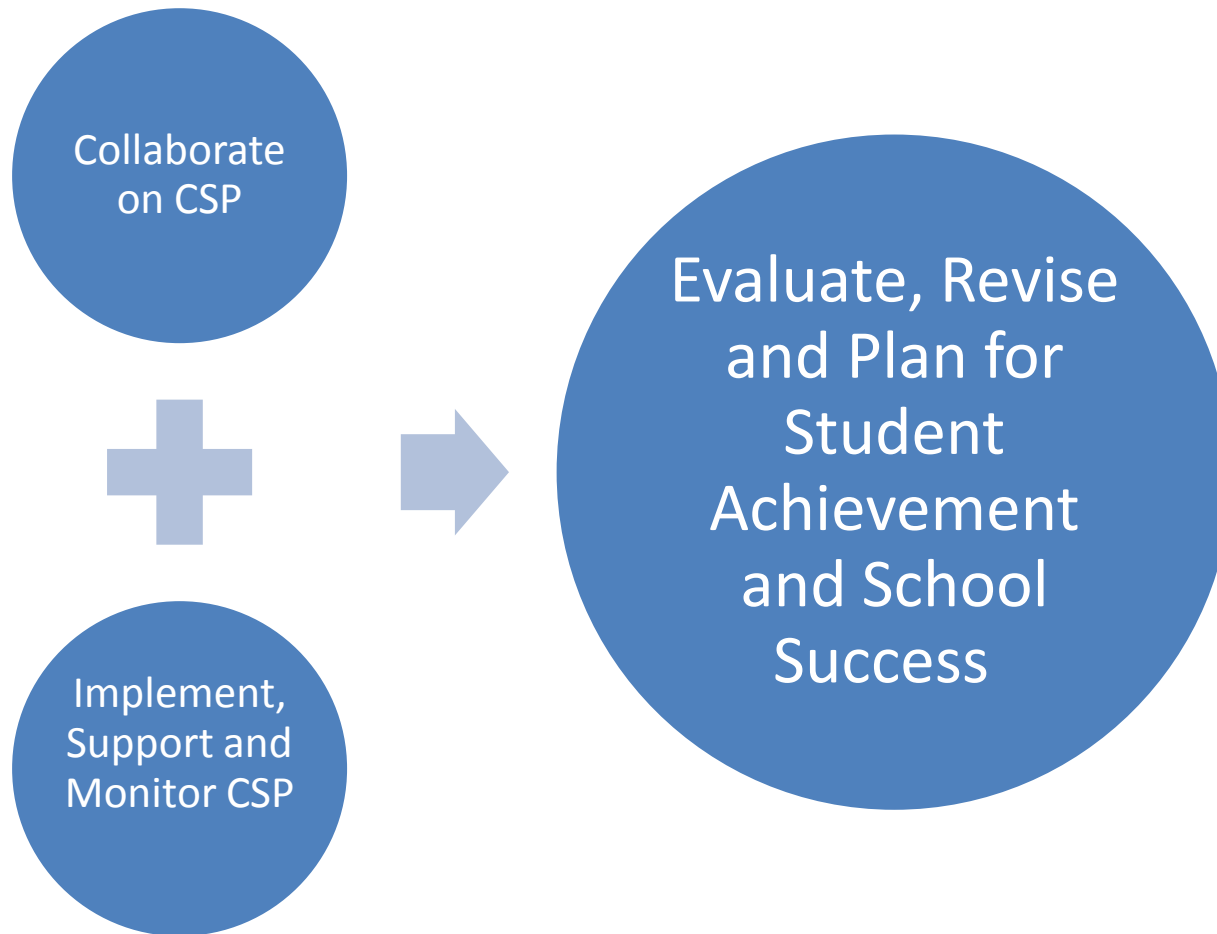 Collaborate
on CSP
Implement,
Support and
Monitor CSP
Evaluate, Revise
and Plan for
Student
Achievement
and School
Success